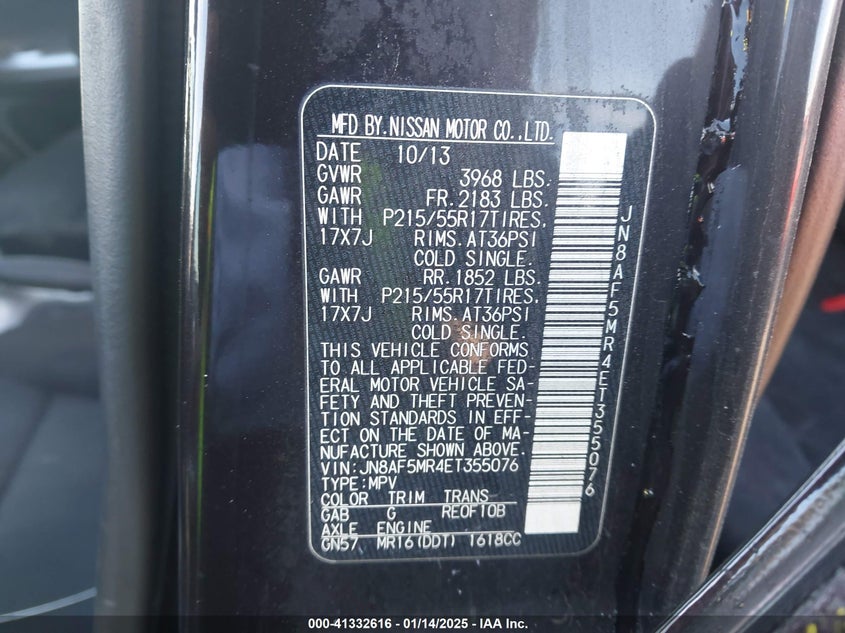 MFD BY.NISSAN MOTOR CO.,LTD.
DATE 10/13
GVWR 3968 LBS.
GAWR FR.2183 LBS.
WITH P215/55R17TIRES,
17X7J RIMS.AT36PSI
COLD SINGLE.
GAWR RR.1852 LBS.
WITH P215/55R17TIRES,
17X7J RIMS.AT36PSI
COLD SINGLE.
THIS VEHICLE CONFORMS
TO ALL APPLICABLE FED-
ERAL MOTOR VEHICLE SA-
FETY AND THEFT PREVEN-
TION STANDARDS IN EFF-
ECT ON THE DATE OF MA-
NUFACTURE SHOWN ABOVE.
VIN:JN8AF5MR4ET355076
TYPE:MPV
COLOR TRIM TRANS
GAB G REOF10B
AXLE ENGINE
GN57 MR16(DDT) 1618CC
JN8AF5MR4ET355076
000-41332616 - 01/14/2025 - IAA Inc.